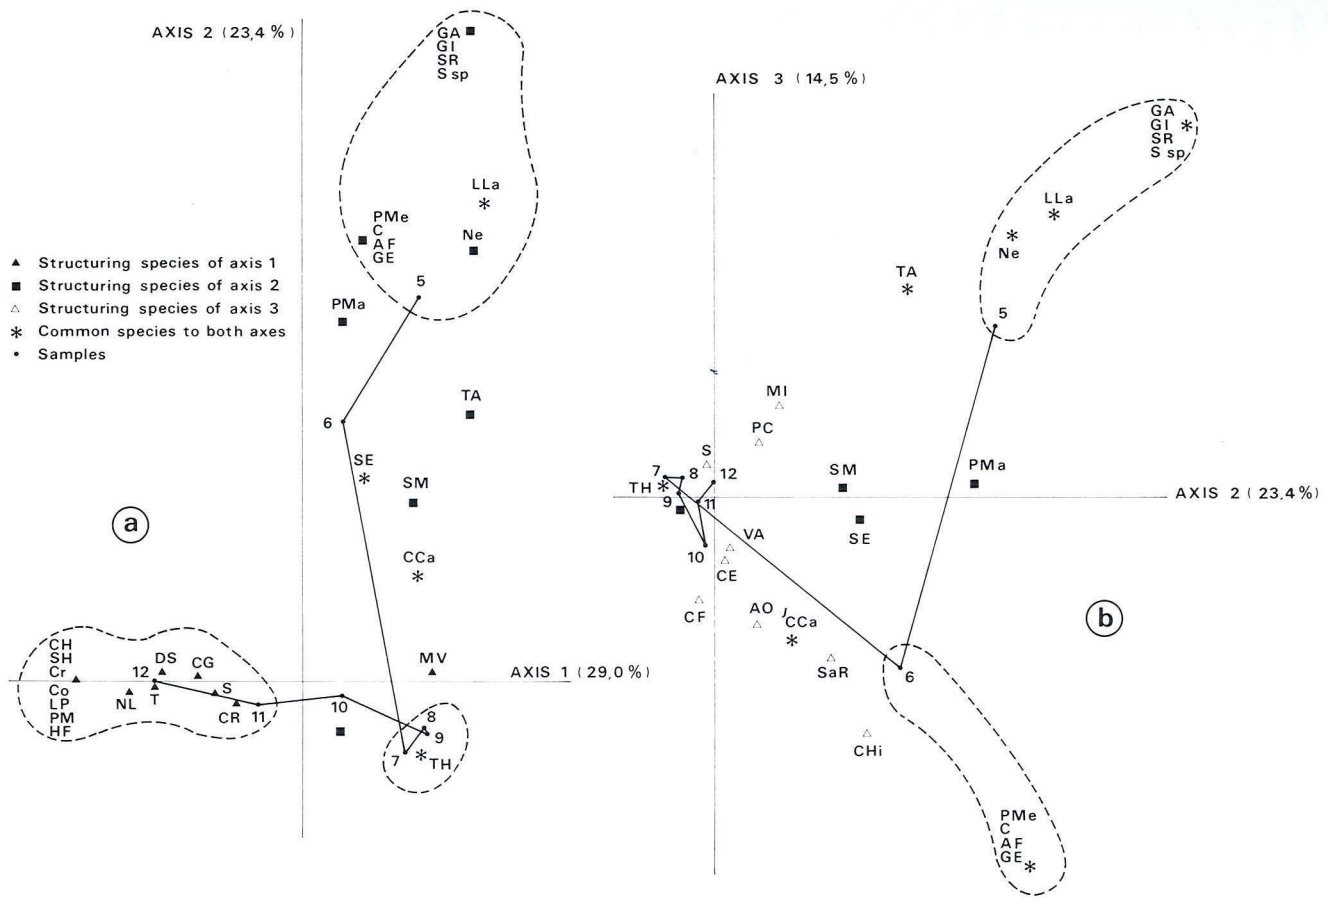 AXIS 2 (23,4%)
GA
GI
SR
S sp
LLa
PMe
C
AF
GE
Ne
5
PMa
▲ Structuring species of axis 1
■ Structuring species of axis 2
△ Structuring species of axis 3
* Common species to both axes
• Samples
TA
6
SE
SM
a
CCa
MV
AXIS 1 (29,0%)
CH
SH
Cr
Co
LP
PM
HF
12
DS
CG
NL
T
S
CR
11
10
8
9
7
TH
AXIS 3 (14,5%)
GA
GI
SR
S sp
LLa
Ne
TA
5
MI
PC
S
7
8
12
TH
9
11
SM
PMa
AXIS 2 (23,4%)
SE
10
VA
CE
CF
AO
CCa
b
SaR
6
CHi
PMe
C
AF
GE